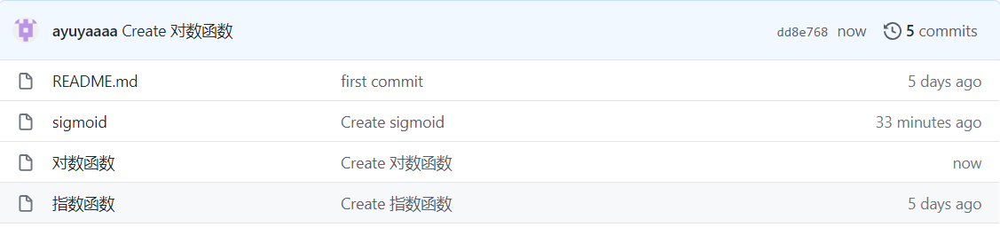 ayuyaaaa Create 对数函数 dd8e768 now 5 commits
README.md first commit 5 days ago
sigmoid Create sigmoid 33 minutes ago
对数函数 Create 对数函数 now
指数函数 Create 指数函数 5 days ago